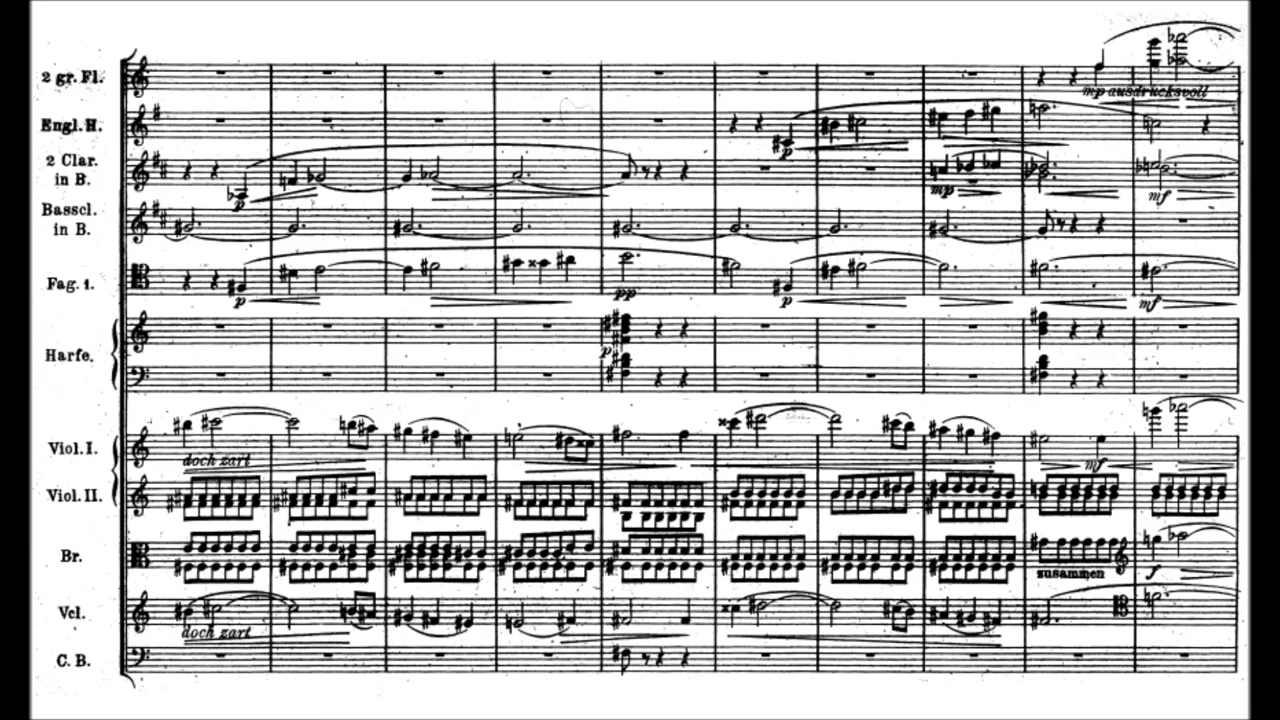 2 gr. Fl.
mp ausdrucksvoll
Engl. H.
p
2 Clar.
in B.
p
mp
mf
Basscl.
in B.
Fag. 1.
p
pp
p
mf
Harfe.
p
Viol. I.
doch zart
mf
Viol. II.
Br.
zusammen
f
Vcl.
doch zart
C. B.